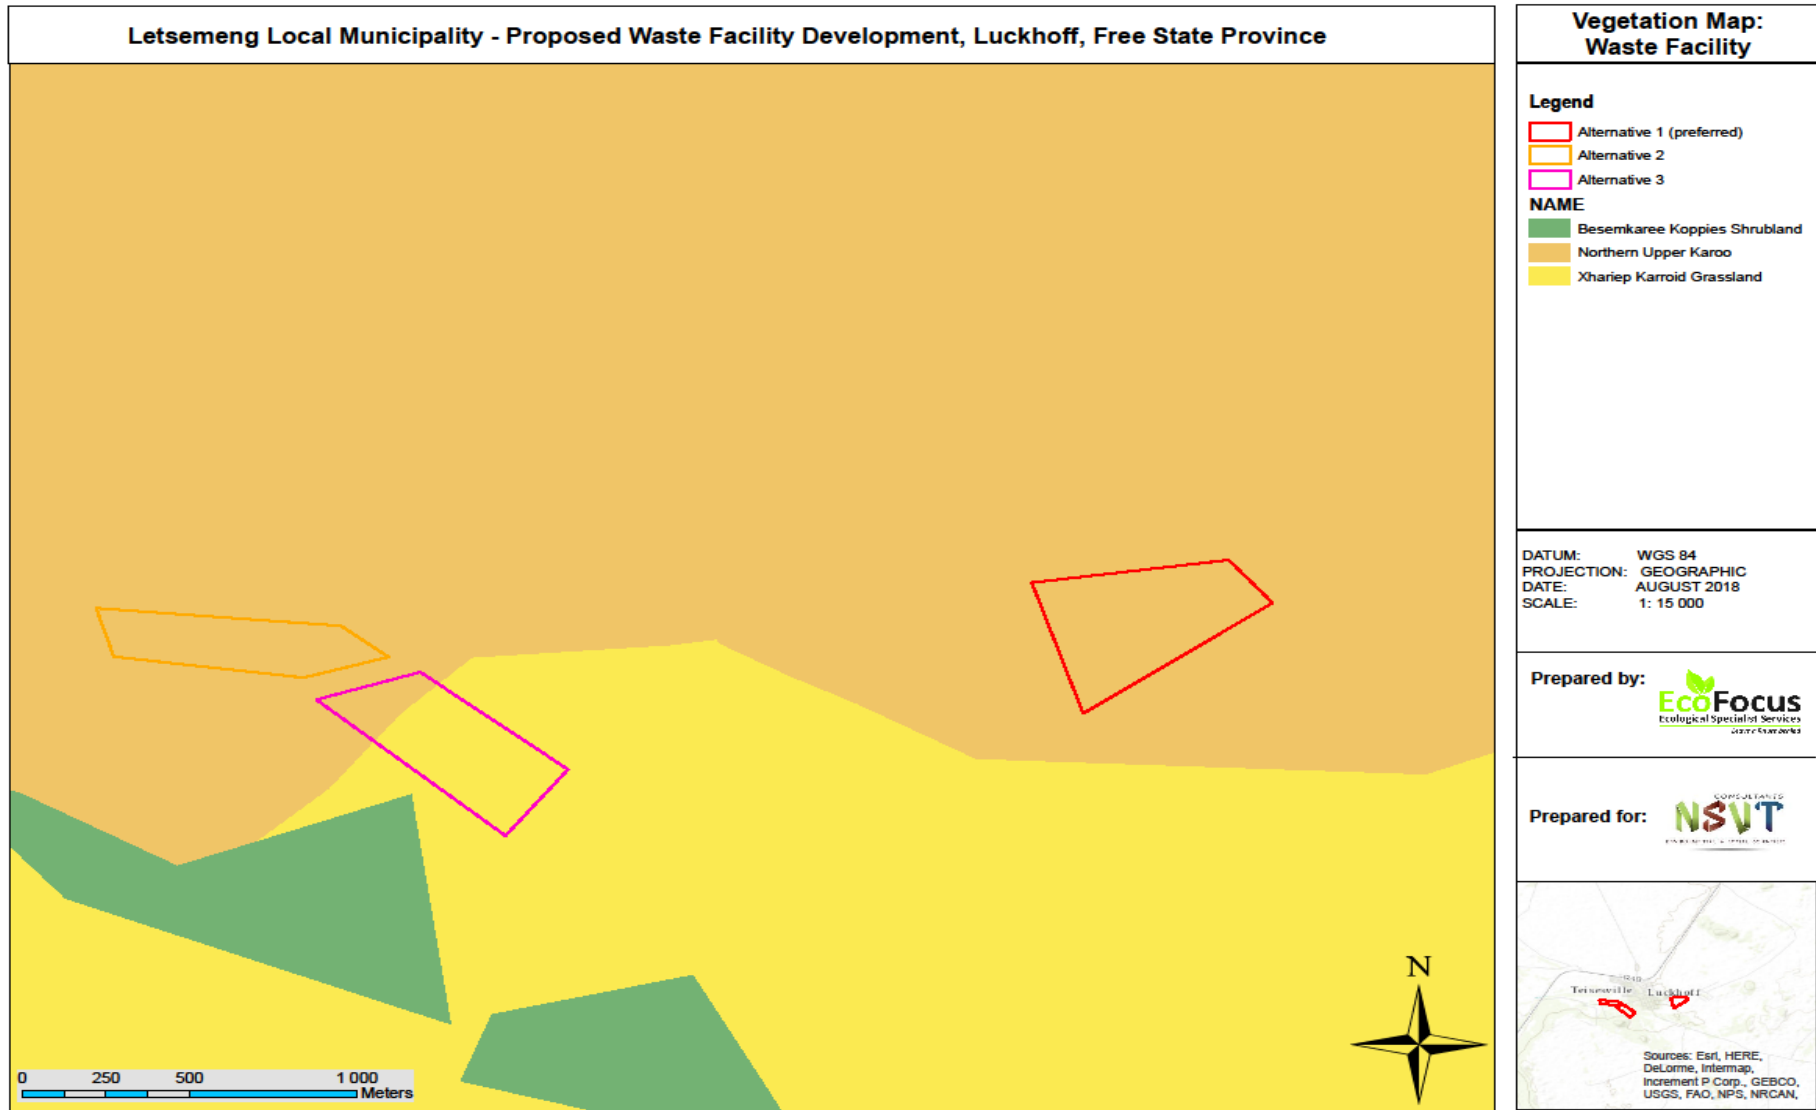 Letsemeng Local Municipality - Proposed Waste Facility Development, Luckhoff, Free State Province
Vegetation Map:
Waste Facility
Legend
Alternative 1 (preferred)
Alternative 2
Alternative 3
NAME
Besemkaree Koppies Shrubland
Northern Upper Karoo
Xhariep Karroid Grassland
DATUM: WGS 84
PROJECTION: GEOGRAPHIC
DATE: AUGUST 2018
SCALE: 1: 15 000
Prepared by:
EcoFocus
Ecological Specialist Services
Prepared for:
CONSULTANTS
NSVT
Luckhoff
Sources: Esri, HERE,
DeLorme, Intermap,
Increment P Corp., GEBCO,
USGS, FAO, NPS, NRCAN,
N
0 250 500 1 000
Meters